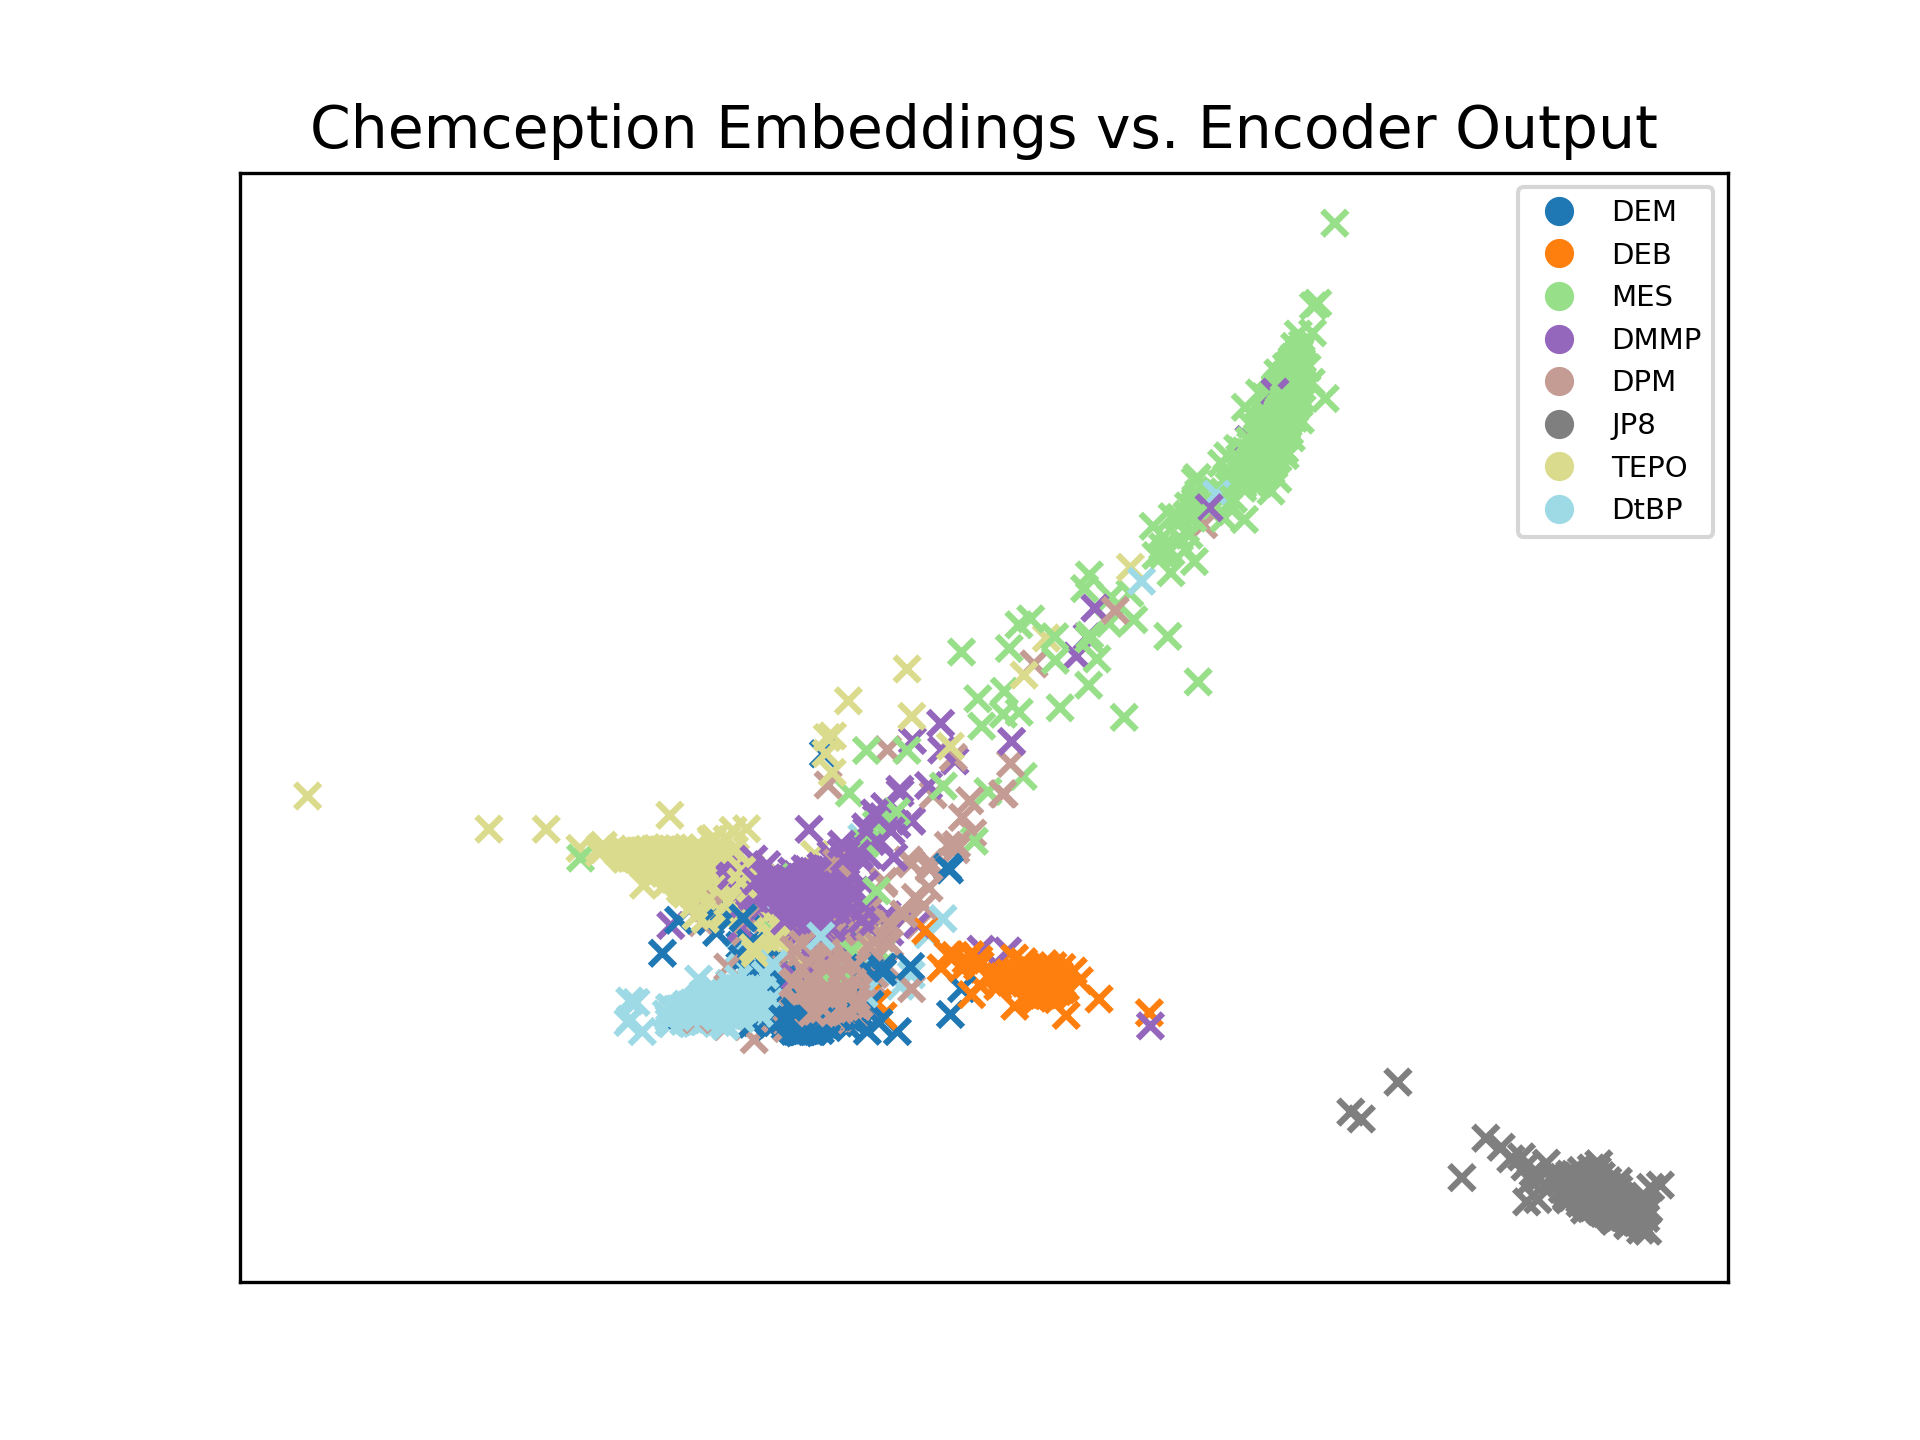 Chemception Embeddings vs. Encoder Output
DEM
DEB
MES
DMMP
DPM
JP8
TEPO
DtBP